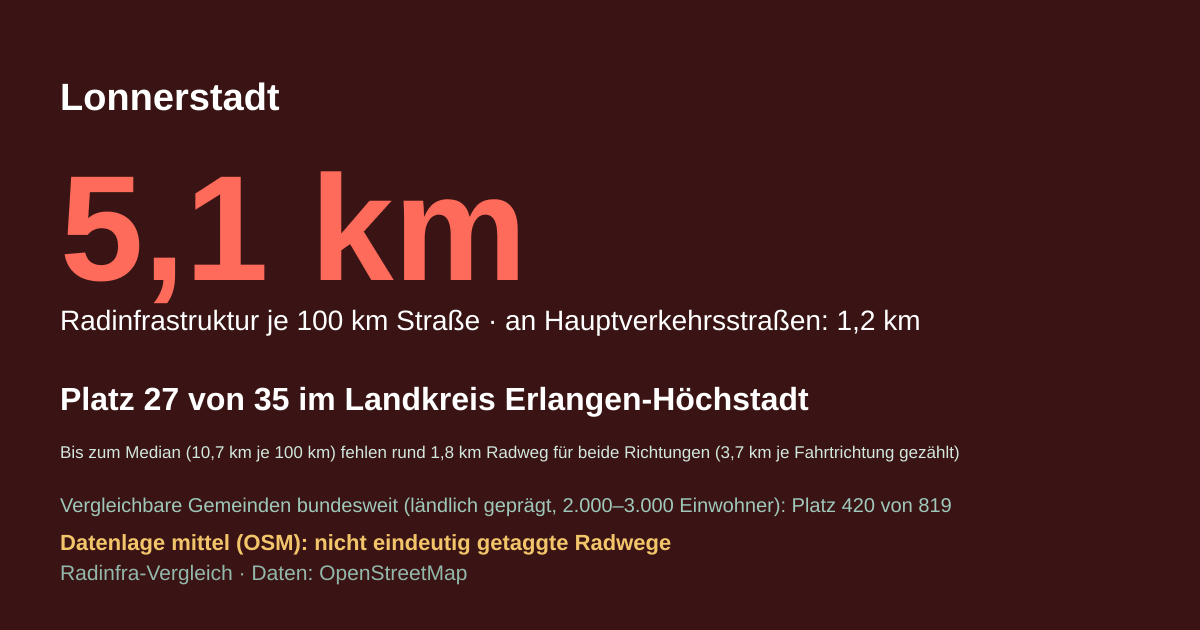 Lonnerstadt
5,1 km
Radinfrastruktur je 100 km Straße · an Hauptverkehrsstraßen: 1,2 km
Platz 27 von 35 im Landkreis Erlangen-Höchstadt
Bis zum Median (10,7 km je 100 km) fehlen rund 1,8 km Radweg für beide Richtungen (3,7 km je Fahrtrichtung gezählt)
Vergleichbare Gemeinden bundesweit (ländlich geprägt, 2.000–3.000 Einwohner): Platz 420 von 819
Datenlage mittel (OSM): nicht eindeutig getaggte Radwege
Radinfra-Vergleich · Daten: OpenStreetMap